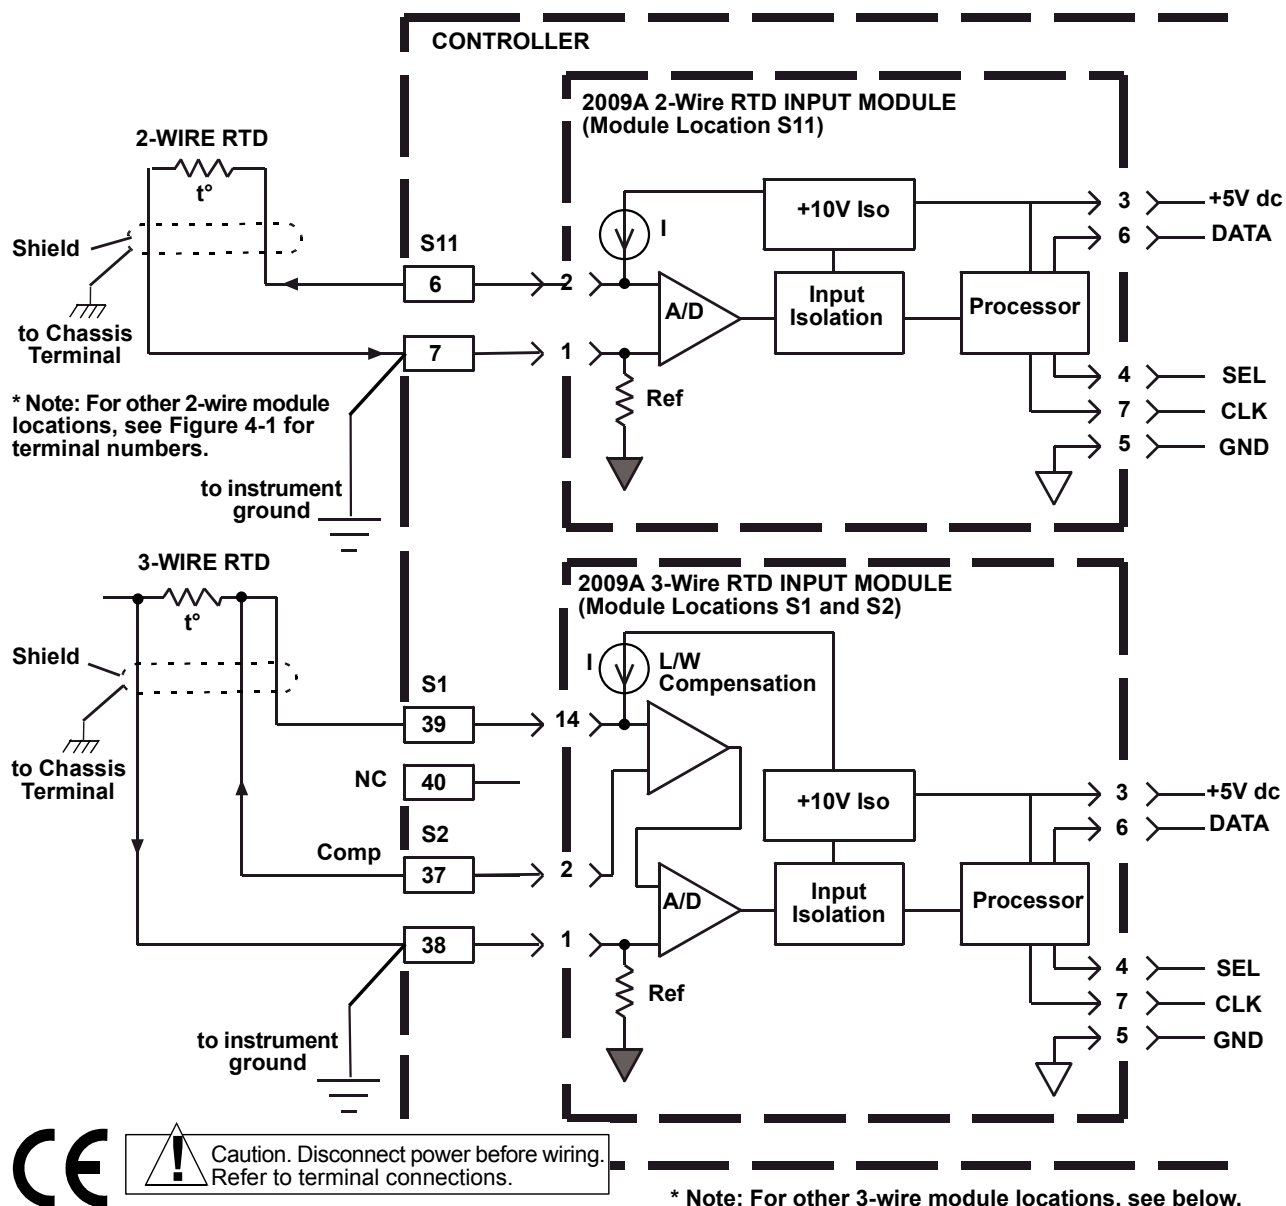 CONTROLLER
2009A 2-Wire RTD INPUT MODULE
(Module Location S11)
2-WIRE RTD
t°
Shield
to Chassis
Terminal
S11
6
7
2
1
I
+10V Iso
A/D
Input
Isolation
Processor
Ref
3
+5V dc
6
DATA
4
SEL
7
CLK
5
GND
* Note: For other 2-wire module
locations, see Figure 4-1 for
terminal numbers.
to instrument
ground
3-WIRE RTD
t°
Shield
to Chassis
Terminal
2009A 3-Wire RTD INPUT MODULE
(Module Locations S1 and S2)
I
L/W
Compensation
S1
39
14
NC
40
S2
Comp
37
2
38
1
+10V Iso
A/D
Input
Isolation
Processor
Ref
3
+5V dc
6
DATA
4
SEL
7
CLK
5
GND
to instrument
ground
CE
! Caution. Disconnect power before wiring.
Refer to terminal connections.
* Note: For other 3-wire module locations, see below.